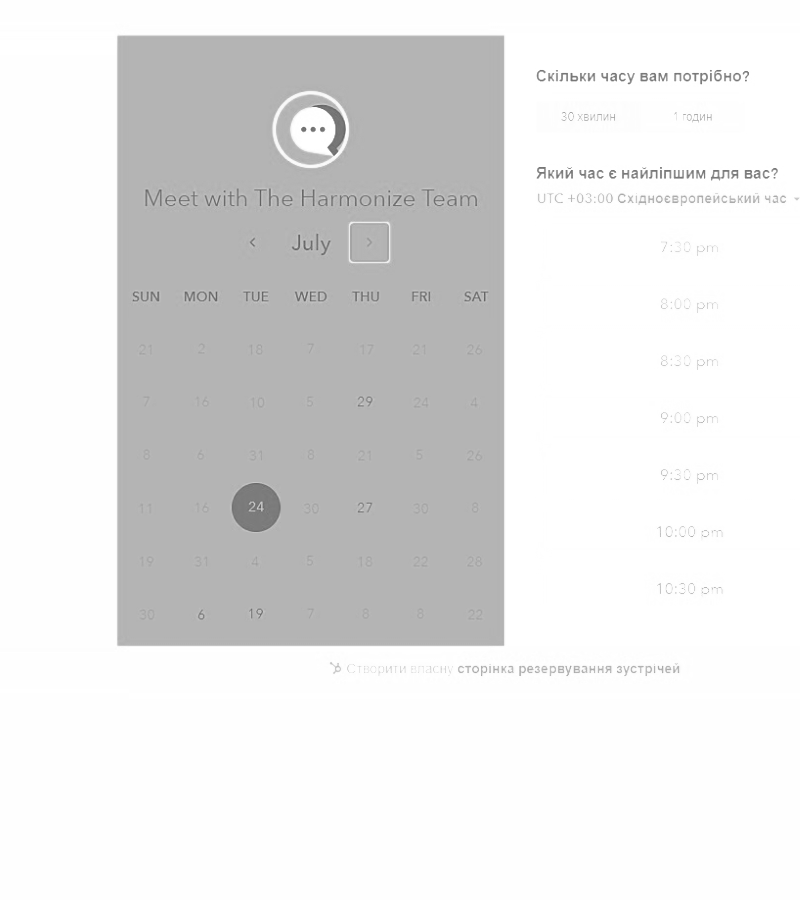 Meet with The Harmonize Team
July
SUN MON TUE WED THU FRI SAT
21 2 18 7 17 21 26
7 16 10 5 29 24 4
8 6 31 8 21 5 26
11 16 24 30 27 30 8
19 31 4 5 18 22 28
30 6 19 7 8 8 22
Скільки часу вам потрібно?
30 хвилин 1 годин
Який час є найліпшим для вас?
UTC +03:00 Східноєвропейський час
7:30 pm
8:00 pm
8:30 pm
9:00 pm
9:30 pm
10:00 pm
10:30 pm
Створити власну сторінка резервування зустрічей